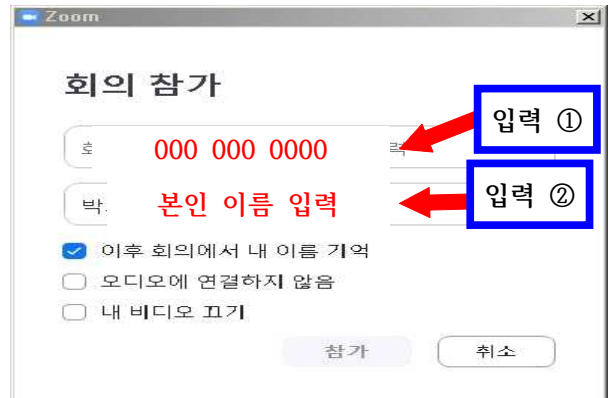 Zoom
회의 참가
입력 ①
000 000 0000
입력 ②
박
본인 이름 입력
이후 회의에서 내 이름 기억
오디오에 연결하지 않음
내 비디오 끄기
참가 취소